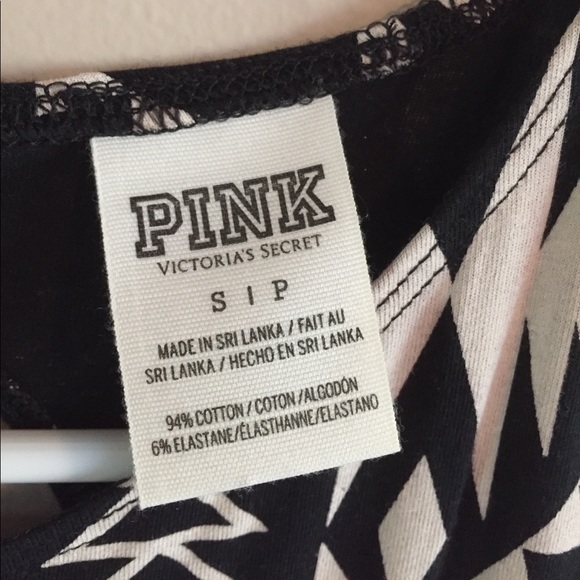 PINK
VICTORIA'S SECRET
S | P
MADE IN SRI LANKA / FAIT AU
SRI LANKA / HECHO EN SRI LANKA
94% COTTON / COTON / ALGODÓN
6% ELASTANE/ÉLASTHANNE/ELASTANO